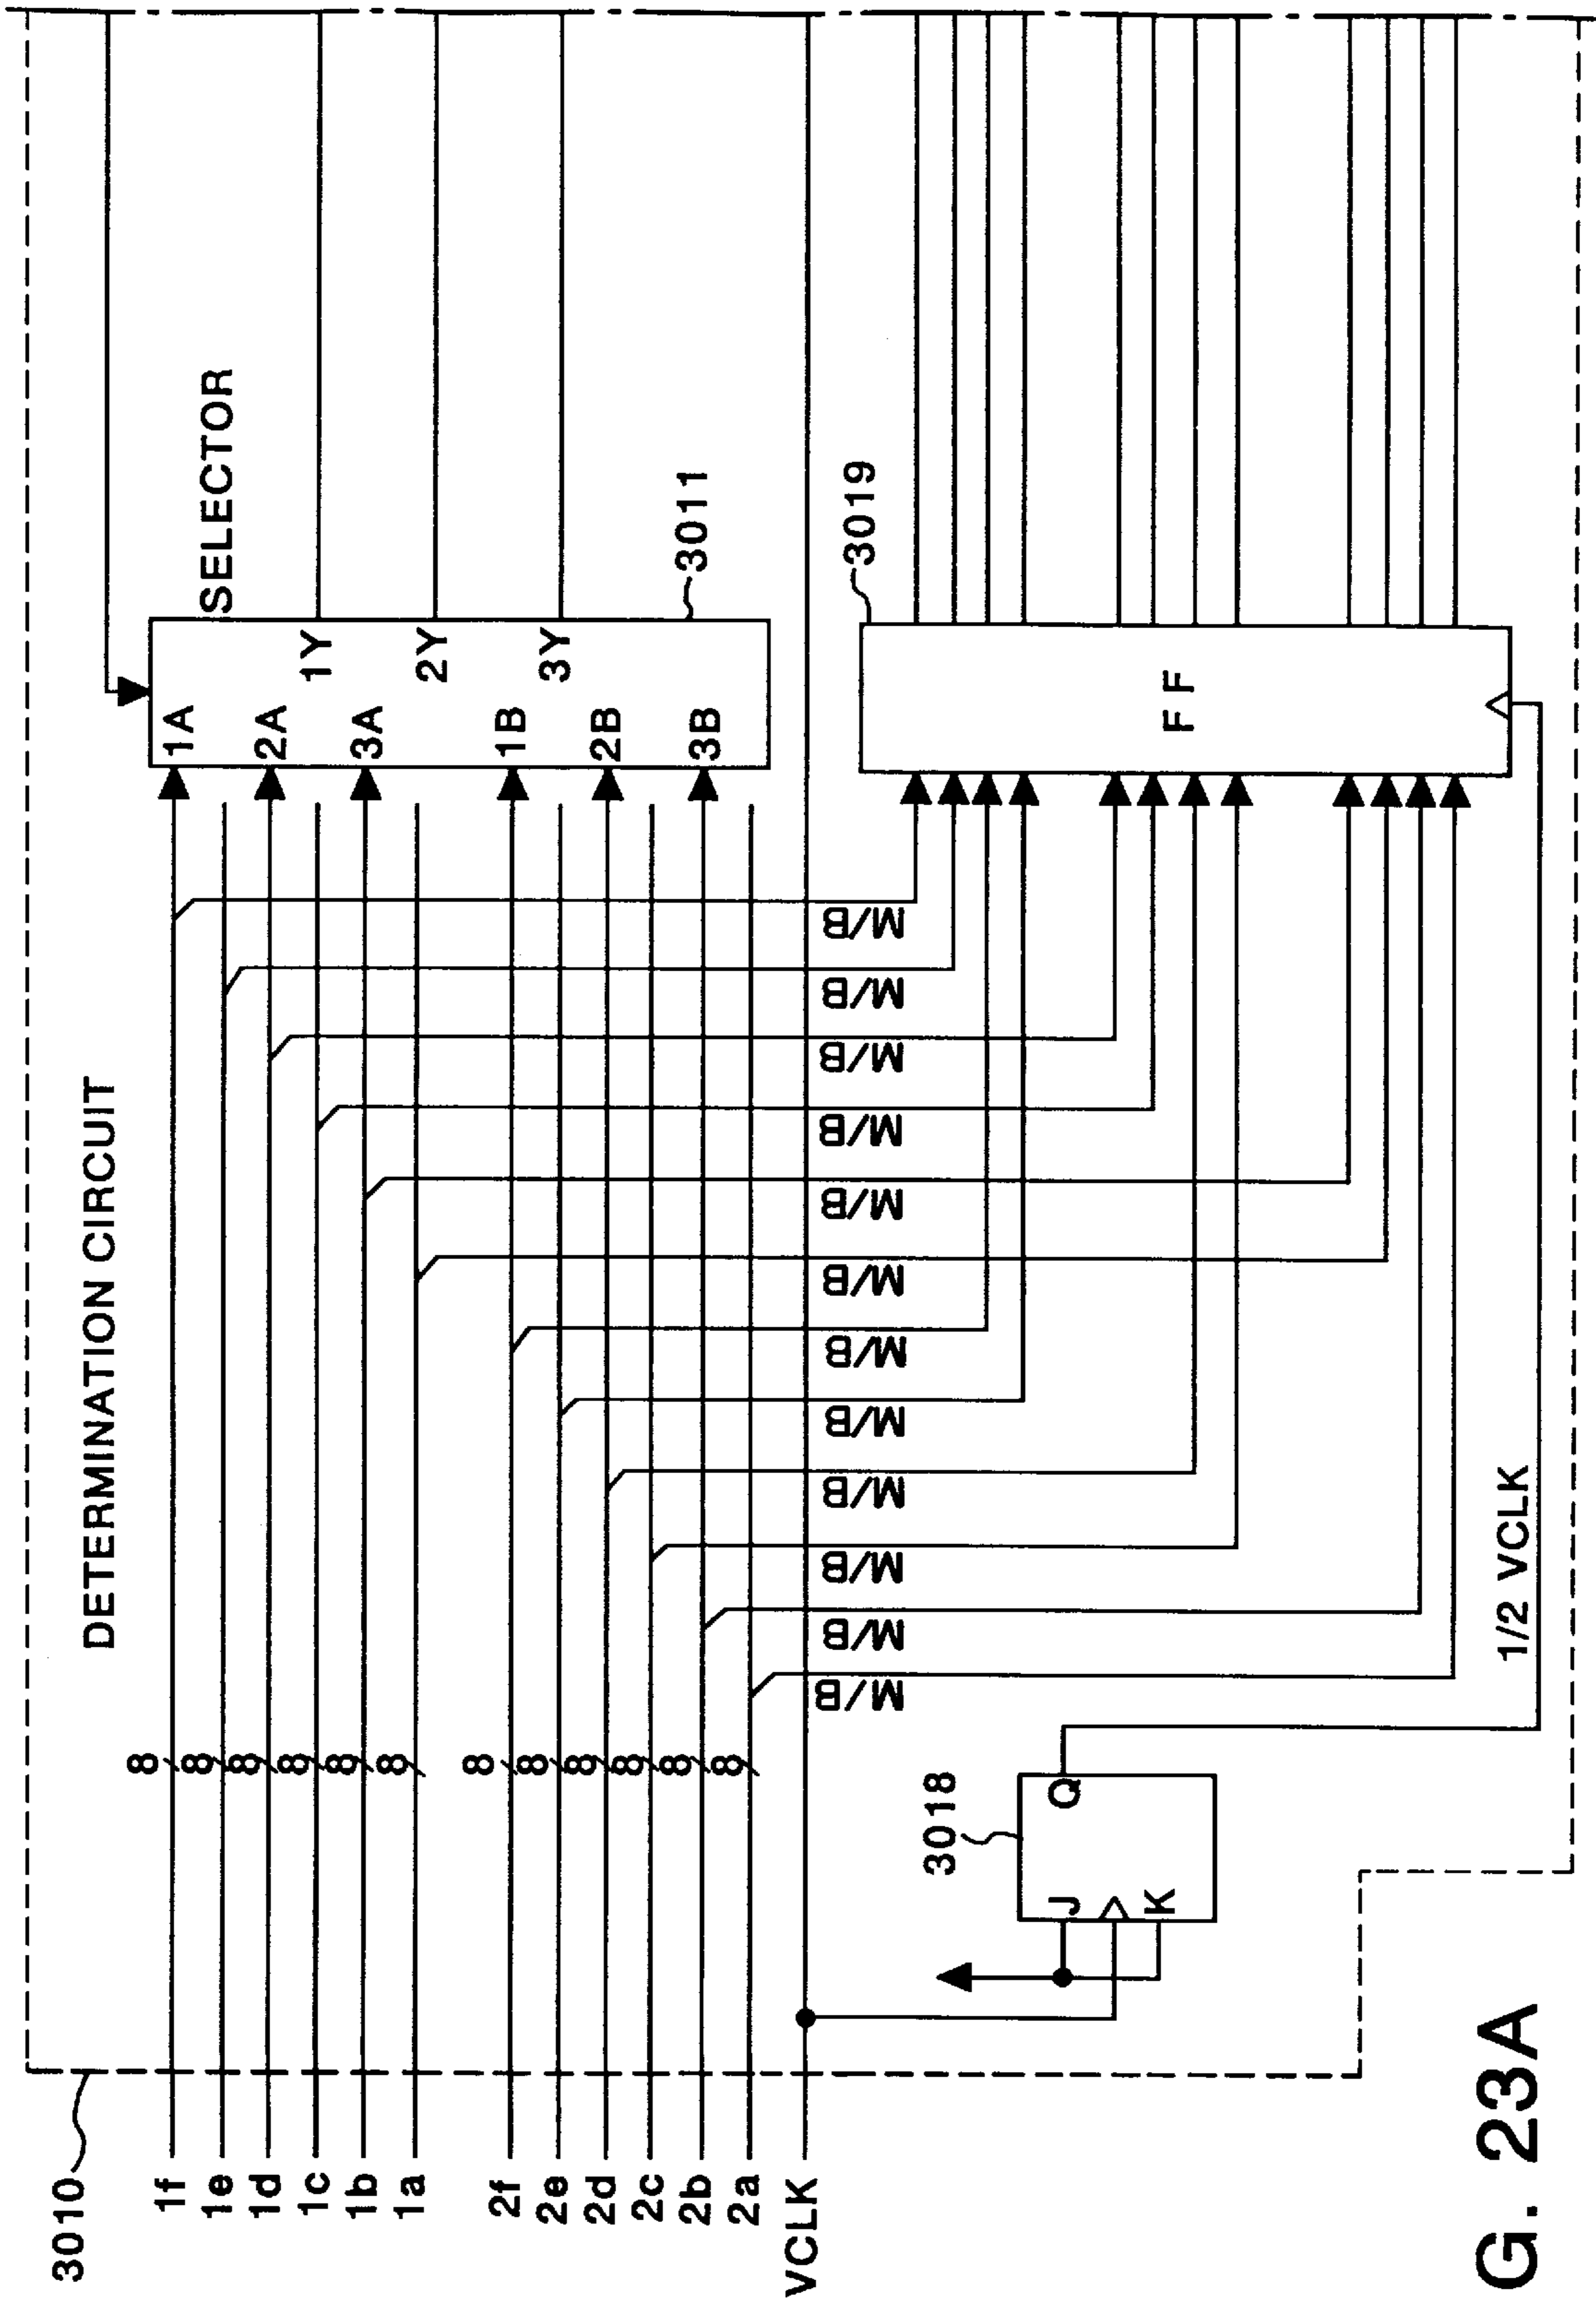 3010
DETERMINATION CIRCUIT
1f
1e
1d
1c
1b
1a
2f
2e
2d
2c
2b
2a
VCLK
8
8
8
8
8
8
8
8
8
8
8
8
M/B
M/B
M/B
M/B
M/B
M/B
M/B
M/B
M/B
M/B
M/B
M/B
SELECTOR
1A
2A
3A
1B
2B
3B
1Y
2Y
3Y
3011
3019
F F
3018
J
K
Q
1/2 VCLK
G. 23A